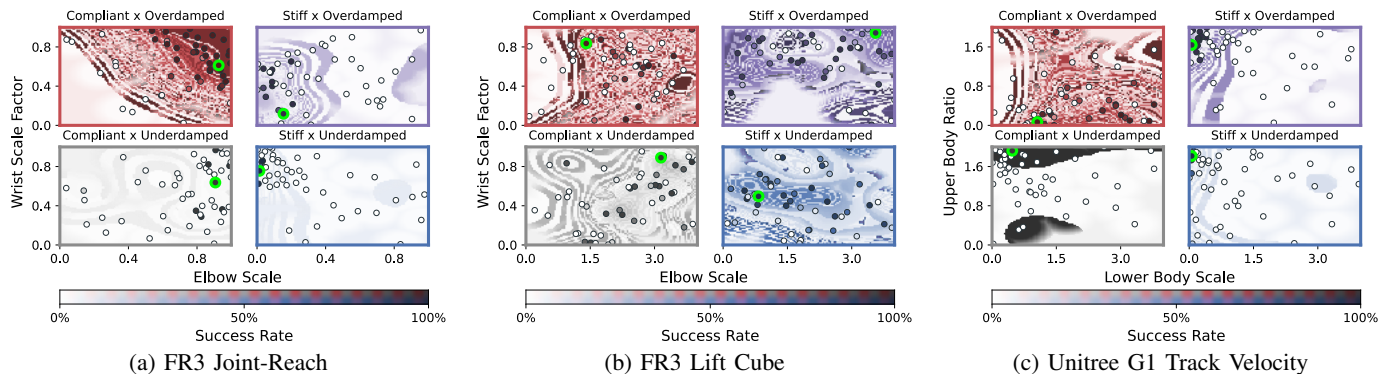 Compliant x Overdamped
Stiff x Overdamped
0.8
0.4
0.0
Compliant x Underdamped
Stiff x Underdamped
0.8
0.4
0.0
0.0 0.4 0.8
0.0 0.4 0.8
Wrist Scale Factor
Elbow Scale
0% 50% 100%
Success Rate
(a) FR3 Joint-Reach
Compliant x Overdamped
Stiff x Overdamped
0.8
0.4
0.0
Compliant x Underdamped
Stiff x Underdamped
0.8
0.4
0.0
0.0 1.5 3.0
0.0 1.5 3.0
Wrist Scale Factor
Elbow Scale
0% 50% 100%
Success Rate
(b) FR3 Lift Cube
Compliant x Overdamped
Stiff x Overdamped
1.6
0.8
0.0
Compliant x Underdamped
Stiff x Underdamped
1.6
0.8
0.0
0.0 1.5 3.0
0.0 1.5 3.0
Upper Body Ratio
Lower Body Scale
0% 50% 100%
Success Rate
(c) Unitree G1 Track Velocity